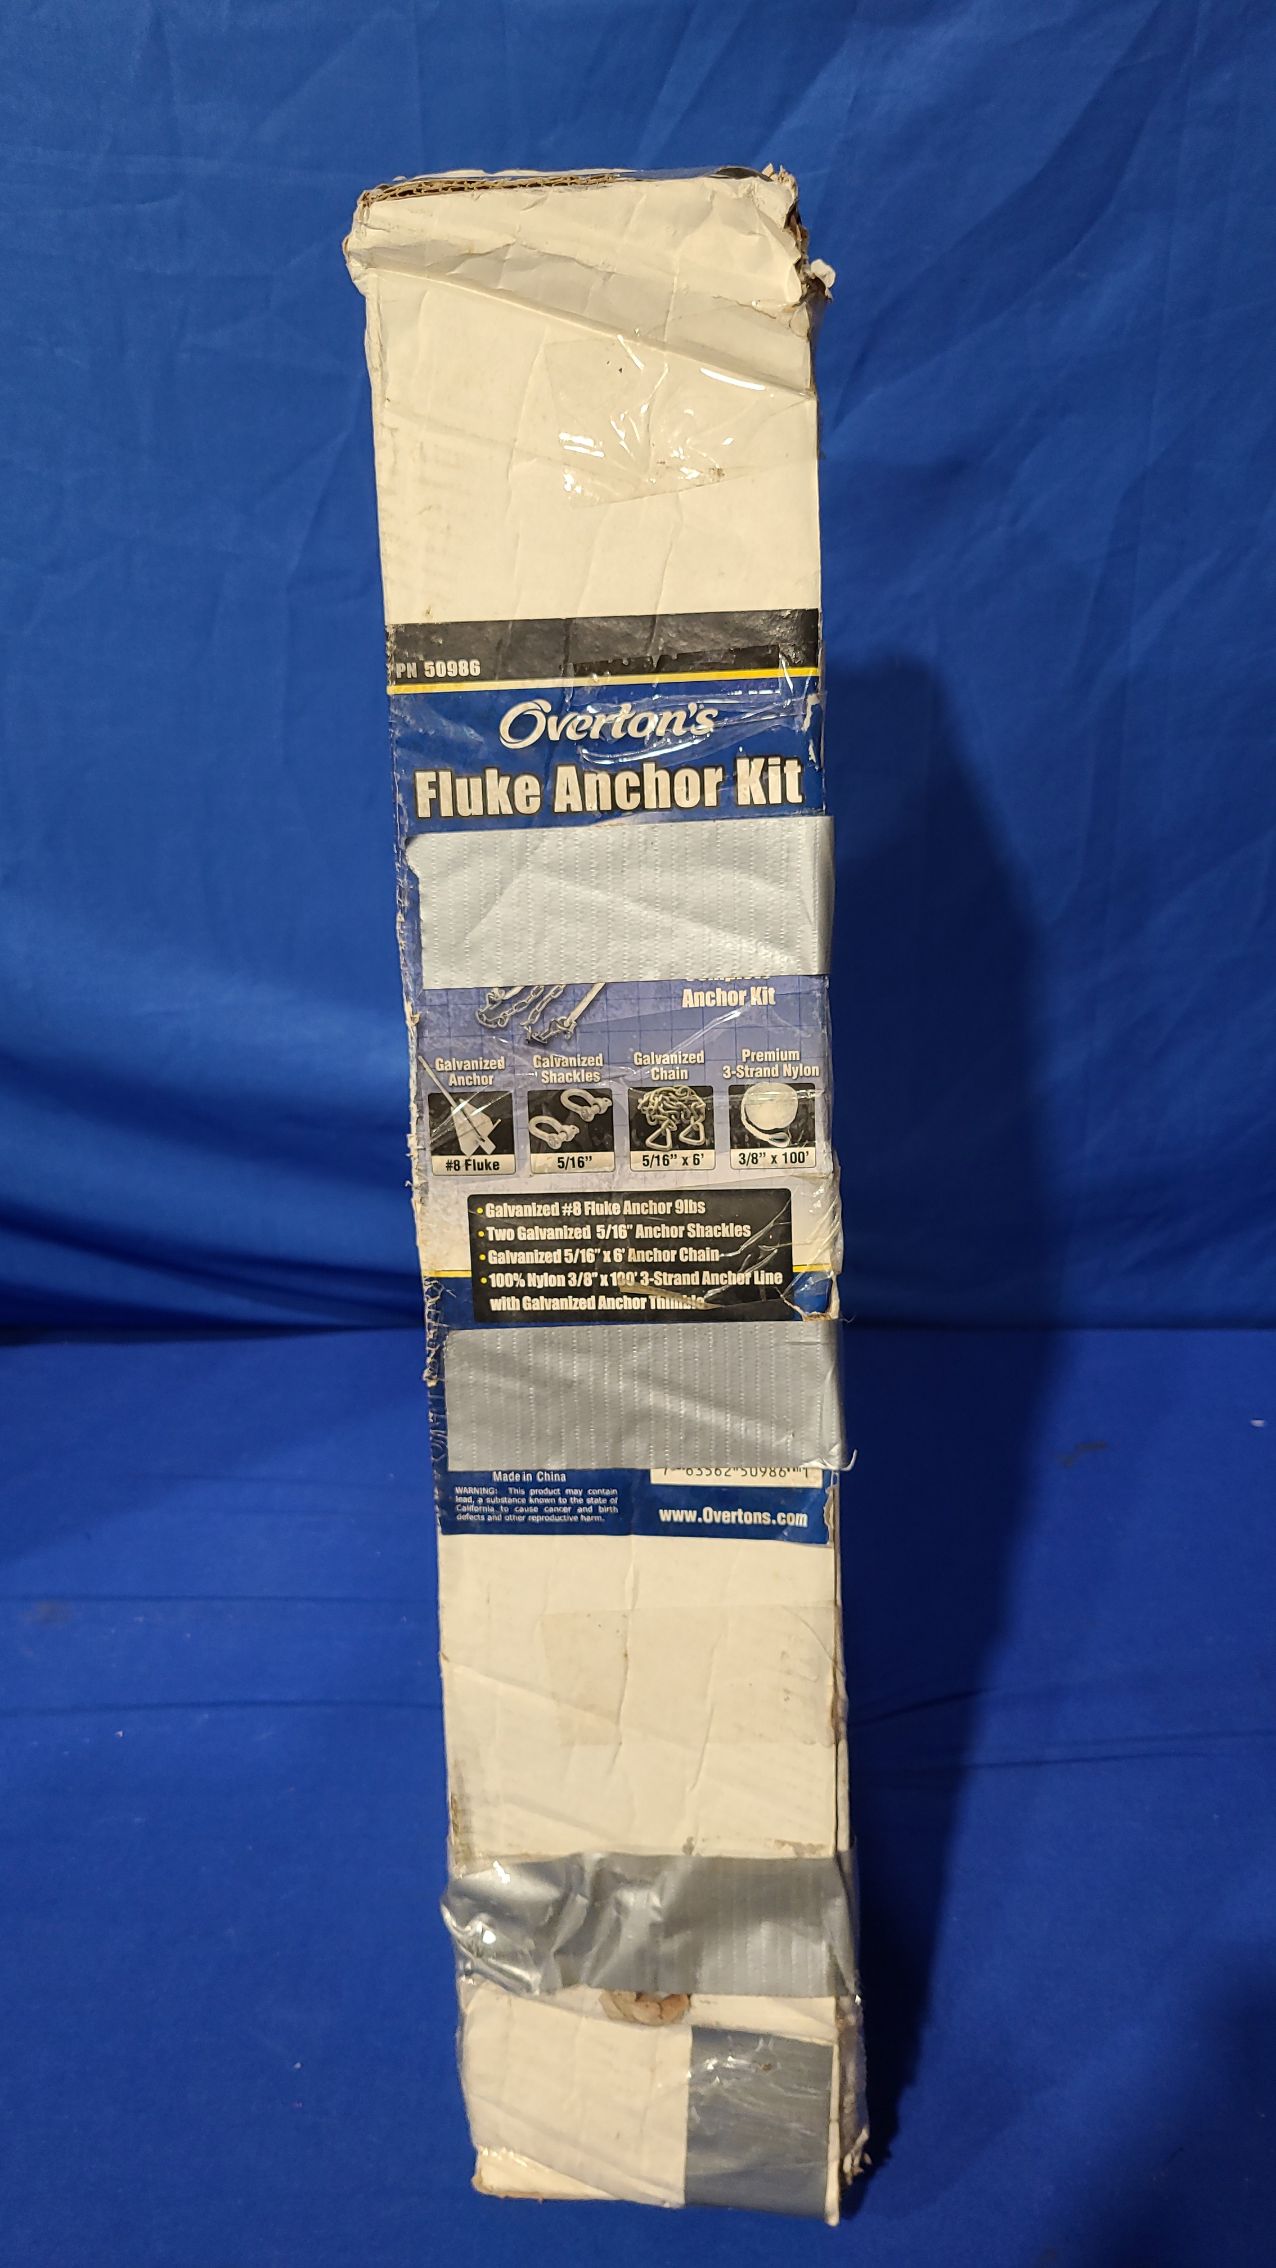 PN 50986
Overton's
Fluke Anchor Kit
Anchor Kit
Galvanized Anchor
Galvanized Shackles
Galvanized Chain
Premium 3-Strand Nylon
#8 Fluke
5/16"
5/16" x 6'
3/8" x 100'
• Galvanized #8 Fluke Anchor 9lbs
• Two Galvanized 5/16" Anchor Shackles
• Galvanized 5/16" x 6' Anchor Chain
• 100% Nylon 3/8" x 100' 3-Strand Anchor Line
with Galvanized Anchor Thimble
Made in China
WARNING: This product may contain
lead, a substance known to the state of
California to cause cancer and birth
defects and other reproductive harm.
7 63562 50986 1
www.Overtons.com